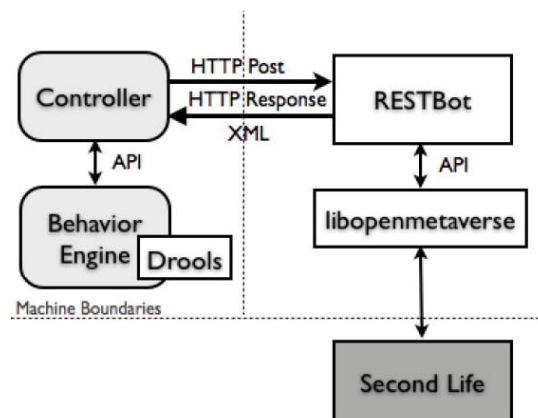 HTTP Post
Controller
HTTP Response
RESTBot
XML
API
API
Behavior
Engine
Drools
libopenmetaverse
Machine Boundaries
Second Life